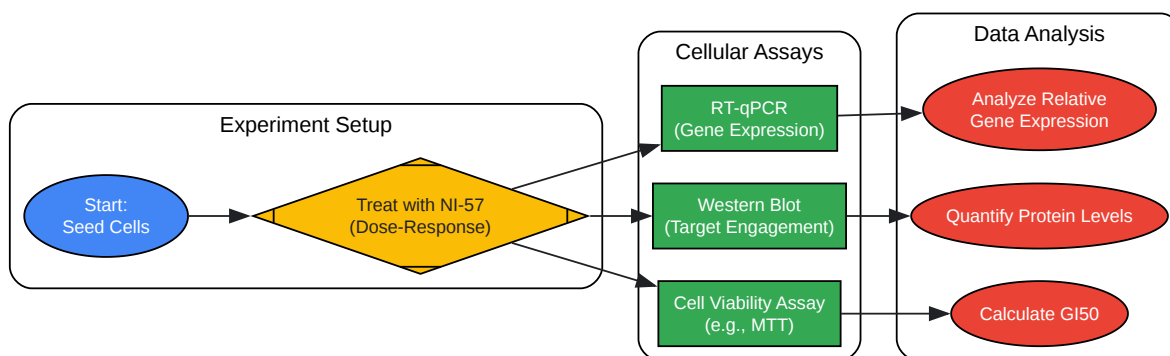 Experiment Setup
Start:
Seed Cells
Treat with NI-57
(Dose-Response)
Cellular Assays
RT-qPCR
(Gene Expression)
Western Blot
(Target Engagement)
Cell Viability Assay
(e.g., MTT)
Data Analysis
Analyze Relative
Gene Expression
Quantify Protein Levels
Calculate GI50